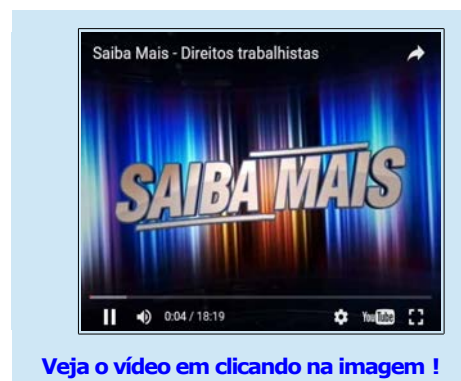 Saiba Mais - Direitos trabalhistas
SAIBA MAIS
0:04 / 18:19
YouTube
Veja o vídeo em clicando na imagem !